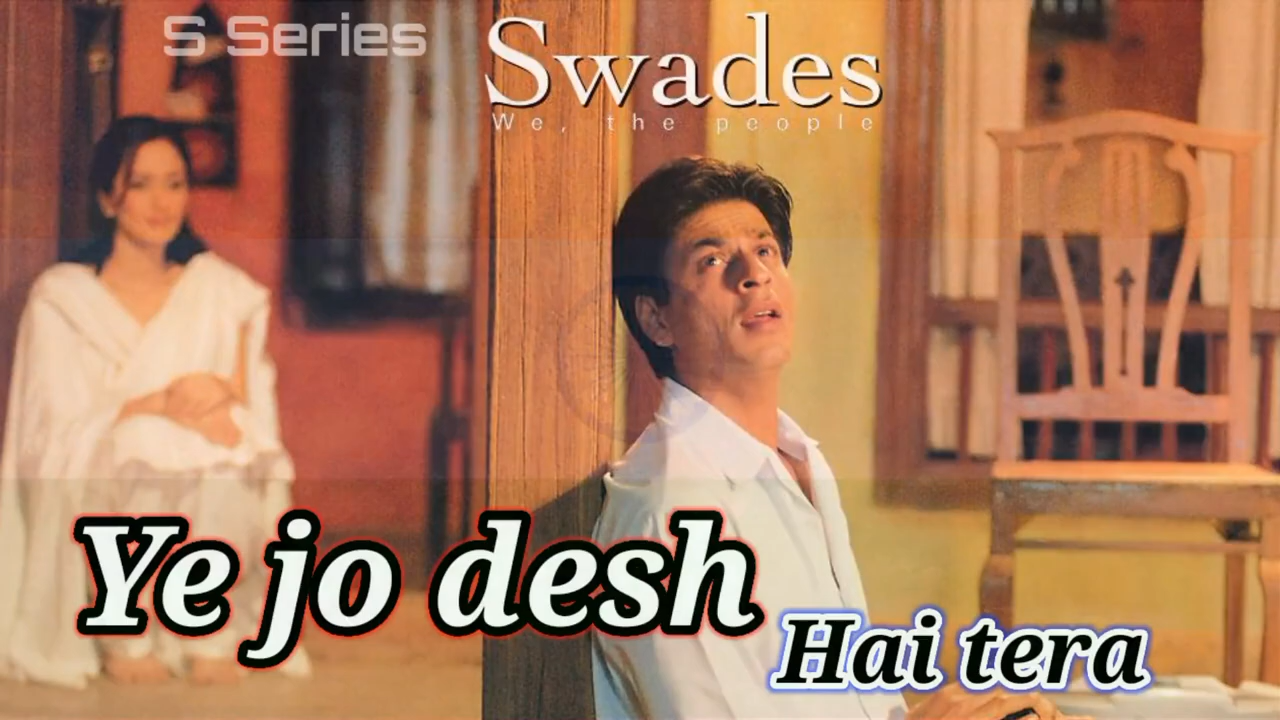 S Series
Swades
We, the people
Ye jo desh
Hai tera